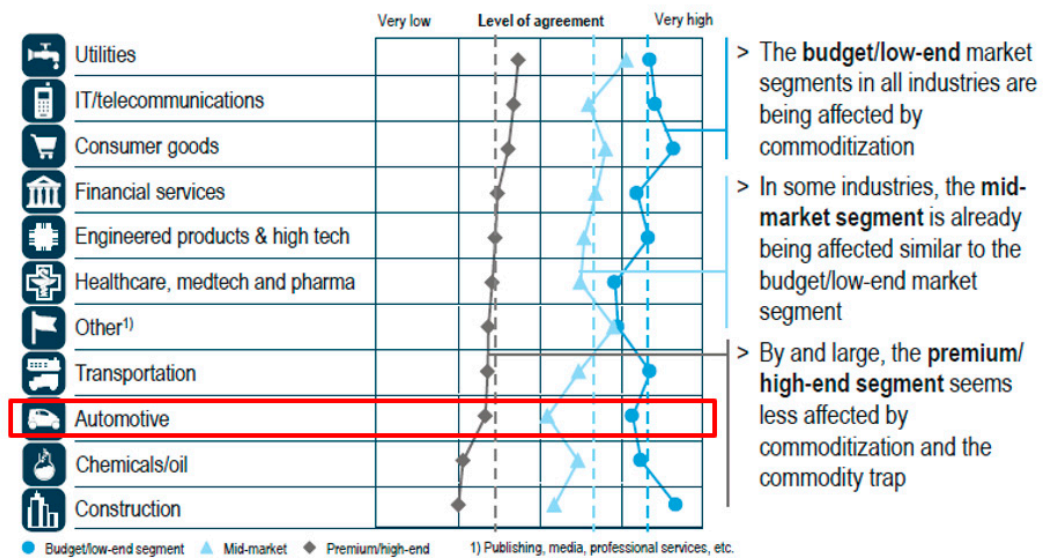 Very low Level of agreement Very high
Utilities
IT/telecommunications
Consumer goods
Financial services
Engineered products & high tech
Healthcare, medtech and pharma
Other1)
Transportation
Automotive
Chemicals/oil
Construction
> The budget/low-end market
segments in all industries are
being affected by
commoditization
> In some industries, the mid-
market segment is already
being affected similar to the
budget/low-end market
segment
> By and large, the premium/
high-end segment seems
less affected by
commoditization and the
commodity trap
Budget/low-end segment Mid-market Premium/high-end 1) Publishing, media, professional services, etc.